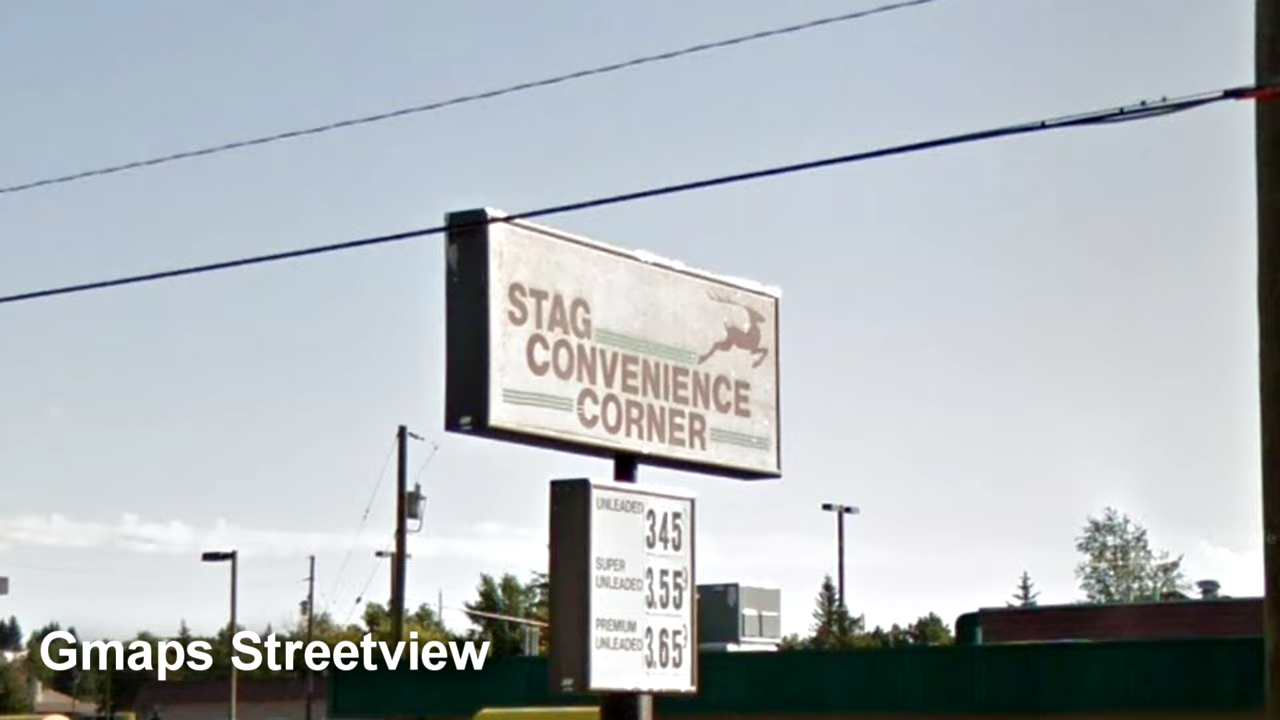 STAG
CONVENIENCE
CORNER
UNLEADED 345
SUPER
UNLEADED 3.55
PREMIUM
UNLEADED 3.65
Gmaps Streetview